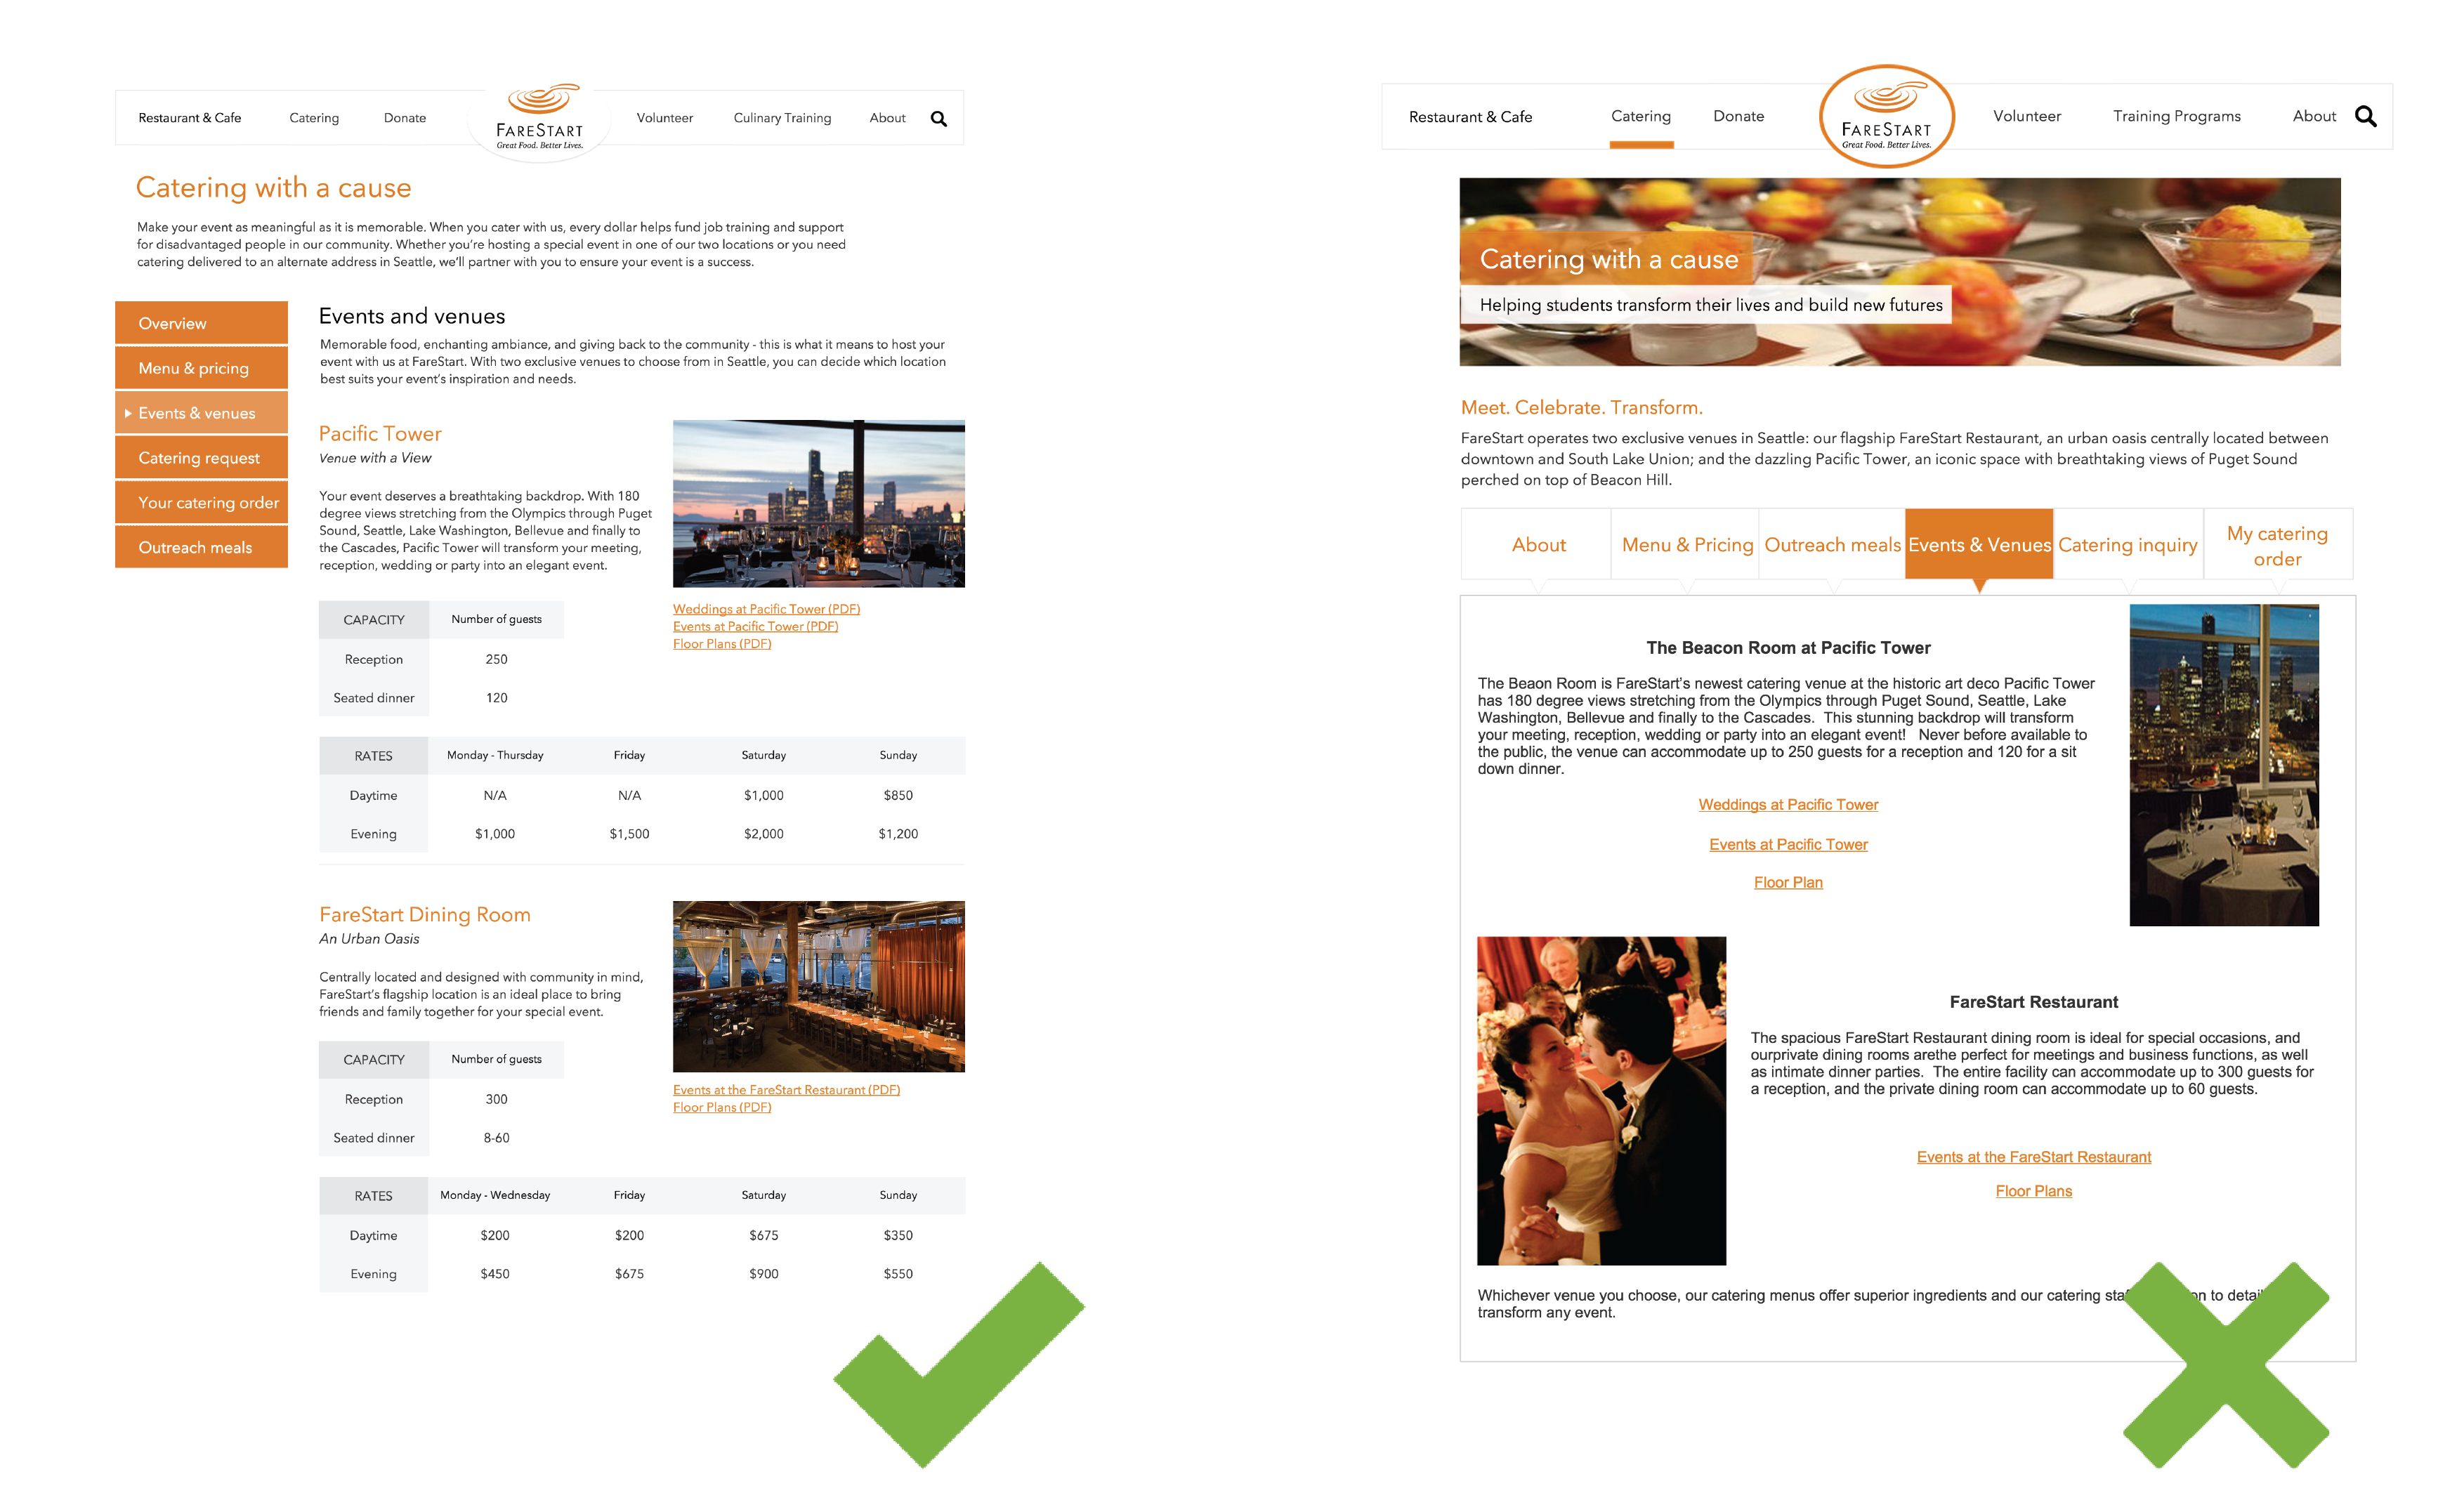 Restaurant & Cafe
Catering
Donate
FARESTART
Great Food. Better Lives.
Volunteer
Culinary Training
About
Catering with a cause
Make your event as meaningful as it is memorable. When you cater with us, every dollar helps fund job training and support
for disadvantaged people in our community. Whether you're hosting a special event in one of our two locations or you need
catering delivered to an alternate address in Seattle, we'll partner with you to ensure your event is a success.
Overview
Menu & pricing
Events & venues
Catering request
Your catering order
Outreach meals
Events and venues
Memorable food, enchanting ambiance, and giving back to the community - this is what it means to host your
event with us at FareStart. With two exclusive venues to choose from in Seattle, you can decide which location
best suits your event's inspiration and needs.
Pacific Tower
Venue with a View
Your event deserves a breathtaking backdrop. With 180
degree views stretching from the Olympics through Puget
Sound, Seattle, Lake Washington, Bellevue and finally to
the Cascades, Pacific Tower will transform your meeting,
reception, wedding or party into an elegant event.
Weddings at Pacific Tower (PDF)
Events at Pacific Tower (PDF)
Floor Plans (PDF)
CAPACITY Number of guests
Reception 250
Seated dinner 120
RATES Monday - Thursday Friday Saturday Sunday
Daytime N/A N/A $1,000 $850
Evening $1,000 $1,500 $2,000 $1,200
FareStart Dining Room
An Urban Oasis
Centrally located and designed with community in mind,
FareStart's flagship location is an ideal place to bring
friends and family together for your special event.
Events at the FareStart Restaurant (PDF)
Floor Plans (PDF)
CAPACITY Number of guests
Reception 300
Seated dinner 8-60
RATES Monday - Wednesday Friday Saturday Sunday
Daytime $200 $200 $675 $350
Evening $450 $675 $900 $550
Restaurant & Cafe
Catering
Donate
FARESTART
Great Food. Better Lives.
Volunteer
Training Programs
About
Catering with a cause
Helping students transform their lives and build new futures
Meet. Celebrate. Transform.
FareStart operates two exclusive venues in Seattle: our flagship FareStart Restaurant, an urban oasis centrally located between
downtown and South Lake Union; and the dazzling Pacific Tower, an iconic space with breathtaking views of Puget Sound
perched on top of Beacon Hill.
About
Menu & Pricing
Outreach meals
Events & Venues
Catering inquiry
My catering
order
The Beacon Room at Pacific Tower
The Beaon Room is FareStart's newest catering venue at the historic art deco Pacific Tower
has 180 degree views stretching from the Olympics through Puget Sound, Seattle, Lake
Washington, Bellevue and finally to the Cascades. This stunning backdrop will transform
your meeting, reception, wedding or party into an elegant event! Never before available to
the public, the venue can accommodate up to 250 guests for a reception and 120 for a sit
down dinner.
Weddings at Pacific Tower
Events at Pacific Tower
Floor Plan
FareStart Restaurant
The spacious FareStart Restaurant dining room is ideal for special occasions, and
ourprivate dining rooms arethe perfect for meetings and business functions, as well
as intimate dinner parties. The entire facility can accommodate up to 300 guests for
a reception, and the private dining room can accommodate up to 60 guests.
Events at the FareStart Restaurant
Floor Plans
Whichever venue you choose, our catering menus offer superior ingredients and our catering to
transform any event.